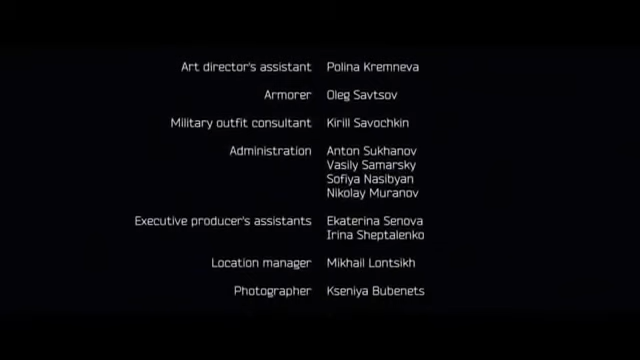 Art director's assistant Polina Kremneva
Armorer Oleg Savtsov
Military outfit consultant Kirill Savochkin
Administration Anton Sukhanov
Vasily Samarsky
Sofiya Nasibyan
Nikolay Muranov
Executive producer's assistants Ekaterina Senova
Irina Sheptalenko
Location manager Mikhail Lontsikh
Photographer Kseniya Bubenets